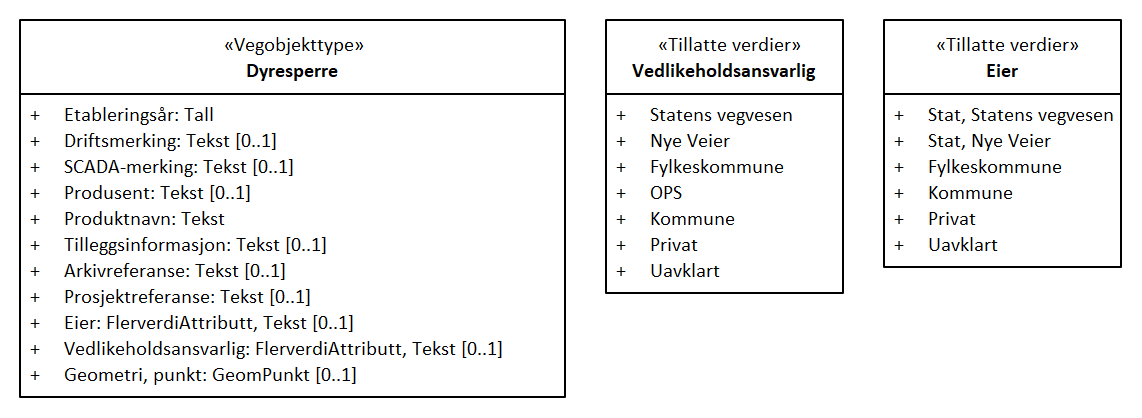 «Vegobjekttype»
Dyresperre
+ Etableringsår: Tall
+ Driftsmerking: Tekst [0..1]
+ SCADA-merking: Tekst [0..1]
+ Produsent: Tekst [0..1]
+ Produktnavn: Tekst
+ Tilleggsinformasjon: Tekst [0..1]
+ Arkivreferanse: Tekst [0..1]
+ Prosjektreferanse: Tekst [0..1]
+ Eier: FlerverdiAttributt, Tekst [0..1]
+ Vedlikeholdsansvarlig: FlerverdiAttributt, Tekst [0..1]
+ Geometri, punkt: GeomPunkt [0..1]
«Tillatte verdier»
Vedlikeholdsansvarlig
+ Statens vegvesen
+ Nye Veier
+ Fylkeskommune
+ OPS
+ Kommune
+ Privat
+ Uavklart
«Tillatte verdier»
Eier
+ Stat, Statens vegvesen
+ Stat, Nye Veier
+ Fylkeskommune
+ Kommune
+ Privat
+ Uavklart